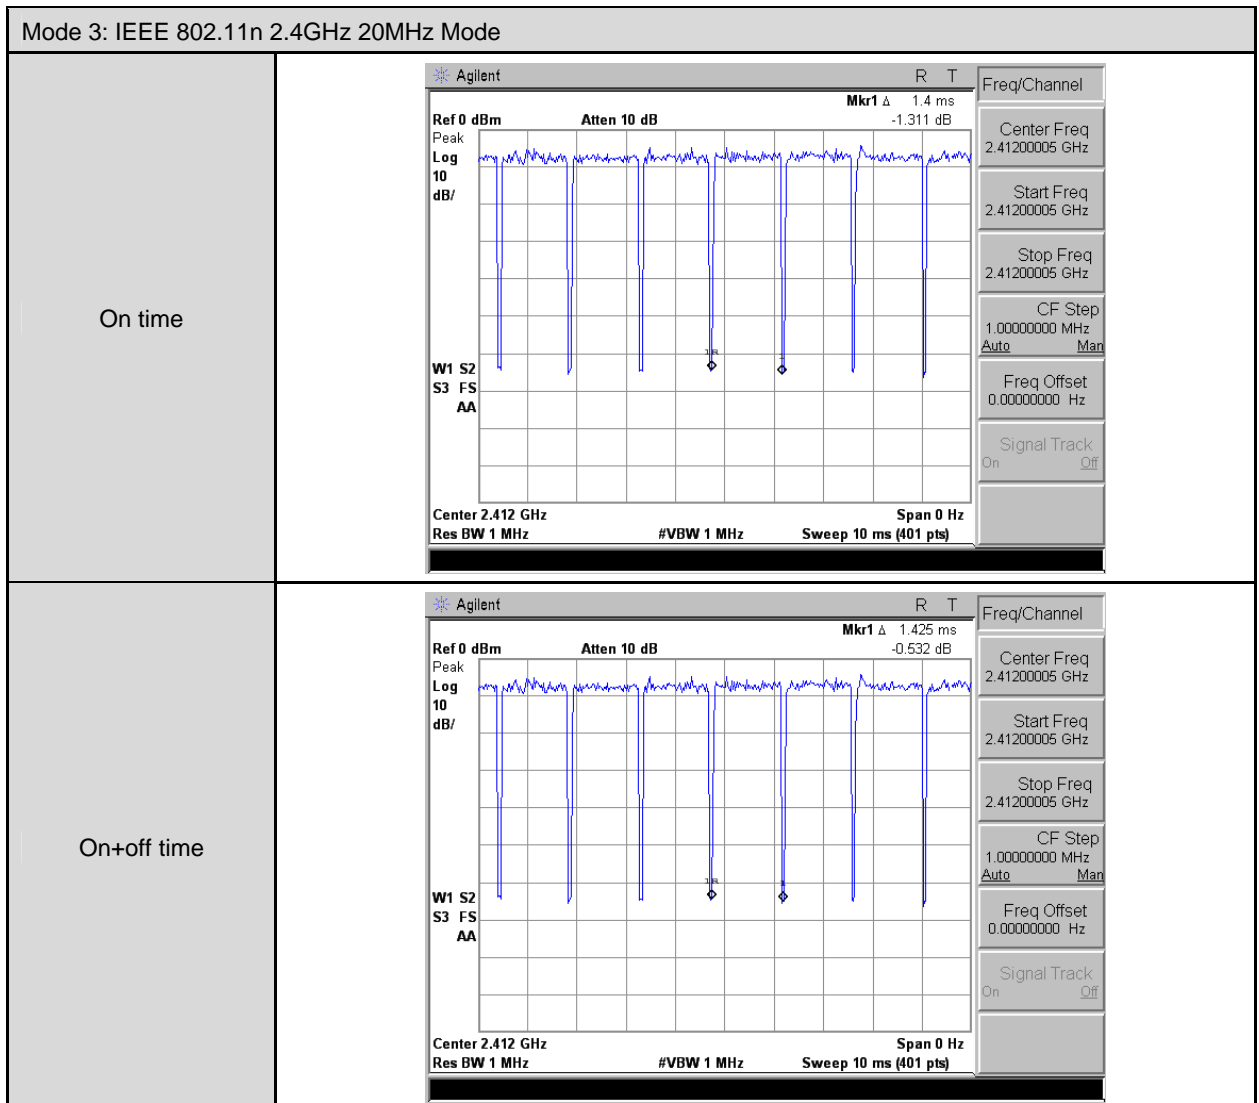 Mode 3: IEEE 802.11n 2.4GHz 20MHz Mode
On time
Agilent R T
Mkr1 Δ 1.4 ms
Ref 0 dBm Atten 10 dB -1.311 dB
Peak
Log
10
dB/
1R
1
W1 S2
S3 FS
AA
Center 2.412 GHz Span 0 Hz
Res BW 1 MHz #VBW 1 MHz Sweep 10 ms (401 pts)
Freq/Channel
Center Freq
2.41200005 GHz
Start Freq
2.41200005 GHz
Stop Freq
2.41200005 GHz
CF Step
1.00000000 MHz
Auto Man
Freq Offset
0.00000000 Hz
Signal Track
On Off
On+off time
Agilent R T
Mkr1 Δ 1.425 ms
Ref 0 dBm Atten 10 dB -0.532 dB
Peak
Log
10
dB/
1R
1
W1 S2
S3 FS
AA
Center 2.412 GHz Span 0 Hz
Res BW 1 MHz #VBW 1 MHz Sweep 10 ms (401 pts)
Freq/Channel
Center Freq
2.41200005 GHz
Start Freq
2.41200005 GHz
Stop Freq
2.41200005 GHz
CF Step
1.00000000 MHz
Auto Man
Freq Offset
0.00000000 Hz
Signal Track
On Off